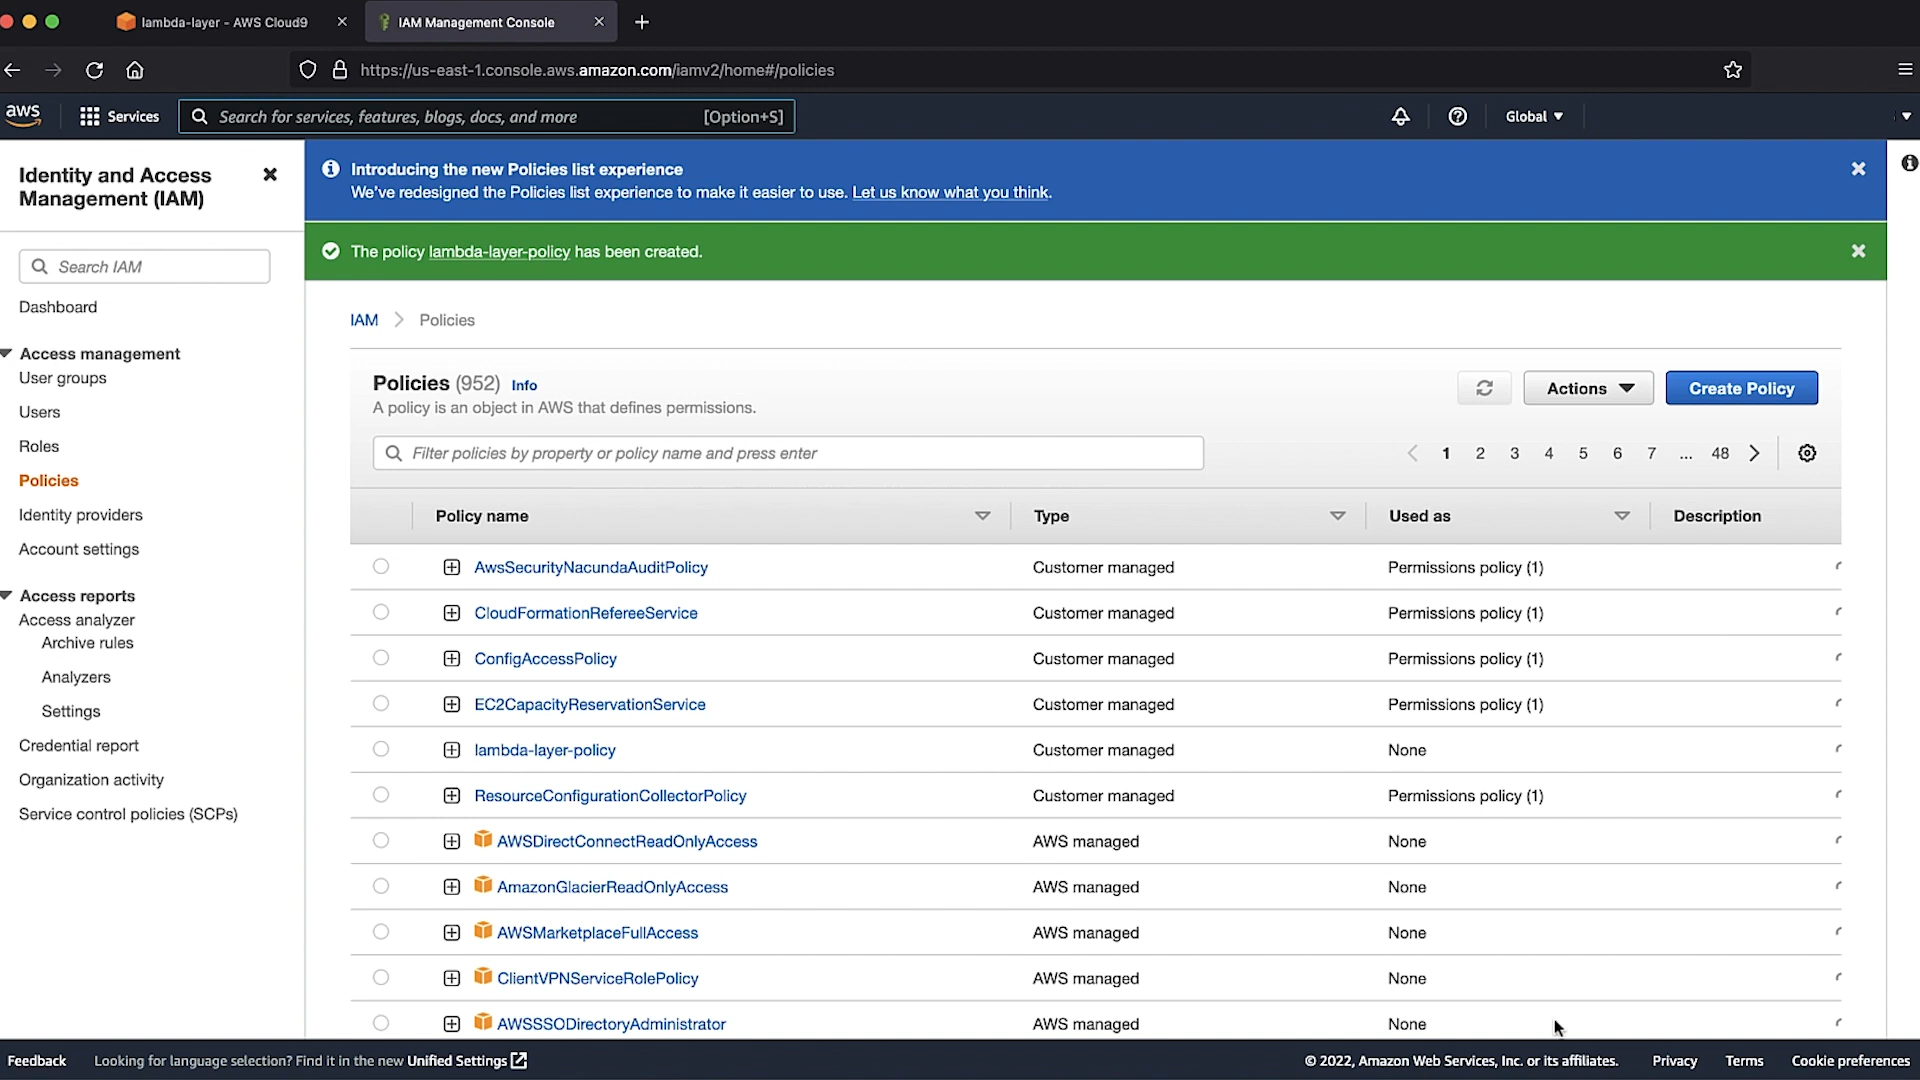 lambda-layer - AWS Cloud9
IAM Management Console
https://us-east-1.console.aws.amazon.com/iamv2/home#/policies
aws
Services
Search for services, features, blogs, docs, and more
[Option+S]
Global
Identity and Access
Management (IAM)
Search IAM
Dashboard
Access management
User groups
Users
Roles
Policies
Identity providers
Account settings
Access reports
Access analyzer
Archive rules
Analyzers
Settings
Credential report
Organization activity
Service control policies (SCPs)
Introducing the new Policies list experience
We've redesigned the Policies list experience to make it easier to use. Let us know what you think.
The policy lambda-layer-policy has been created.
IAM > Policies
Policies (952) Info
A policy is an object in AWS that defines permissions.
Actions
Create Policy
Filter policies by property or policy name and press enter
1 2 3 4 5 6 7 ... 48
Policy name Type Used as Description
AwsSecurityNacundaAuditPolicy Customer managed Permissions policy (1)
CloudFormationRefereeService Customer managed Permissions policy (1)
ConfigAccessPolicy Customer managed Permissions policy (1)
EC2CapacityReservationService Customer managed Permissions policy (1)
lambda-layer-policy Customer managed None
ResourceConfigurationCollectorPolicy Customer managed Permissions policy (1)
AWSDirectConnectReadOnlyAccess AWS managed None
AmazonGlacierReadOnlyAccess AWS managed None
AWSMarketplaceFullAccess AWS managed None
ClientVPNServiceRolePolicy AWS managed None
AWSSSODirectoryAdministrator AWS managed None
Feedback
Looking for language selection? Find it in the new Unified Settings
© 2022, Amazon Web Services, Inc. or its affiliates.
Privacy
Terms
Cookie preferences